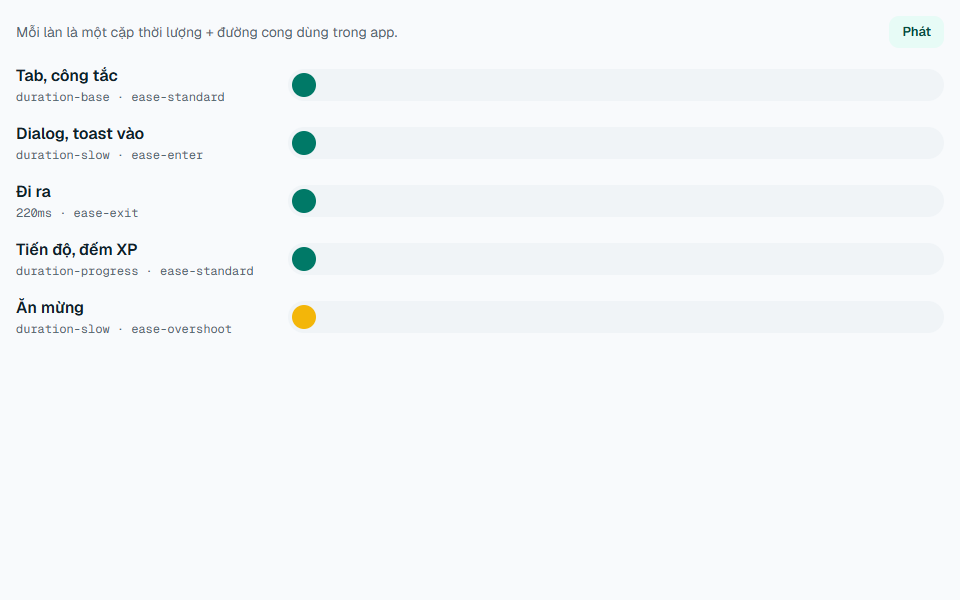 Mỗi làn là một cặp thời lượng + đường cong dùng trong app.
Phát
Tab, công tắc
duration-base · ease-standard
Dialog, toast vào
duration-slow · ease-enter
Đi ra
220ms · ease-exit
Tiến độ, đếm XP
duration-progress · ease-standard
Ăn mừng
duration-slow · ease-overshoot